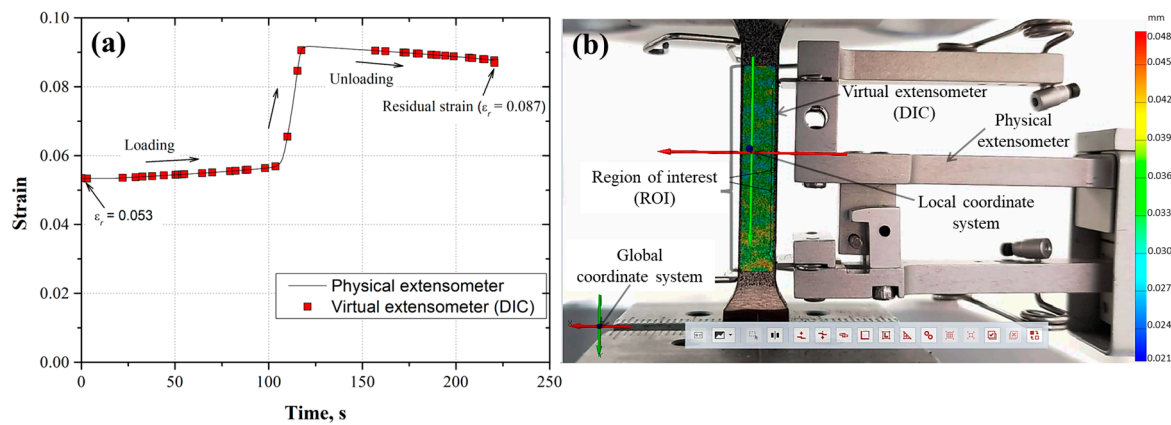 (a)
0.10
0.08
0.06
0.04
0.02
0.00
Strain
0
50
100
150
200
250
Time, s
Loading
Unloading
Residual strain (εr = 0.087)
εr = 0.053
Physical extensometer
Virtual extensometer (DIC)
(b)
Virtual extensometer
(DIC)
Physical
extensometer
Region of interest
(ROI)
Local coordinate
system
Global
coordinate system
mm
0.048
0.045
0.042
0.039
0.036
0.033
0.030
0.027
0.024
0.021